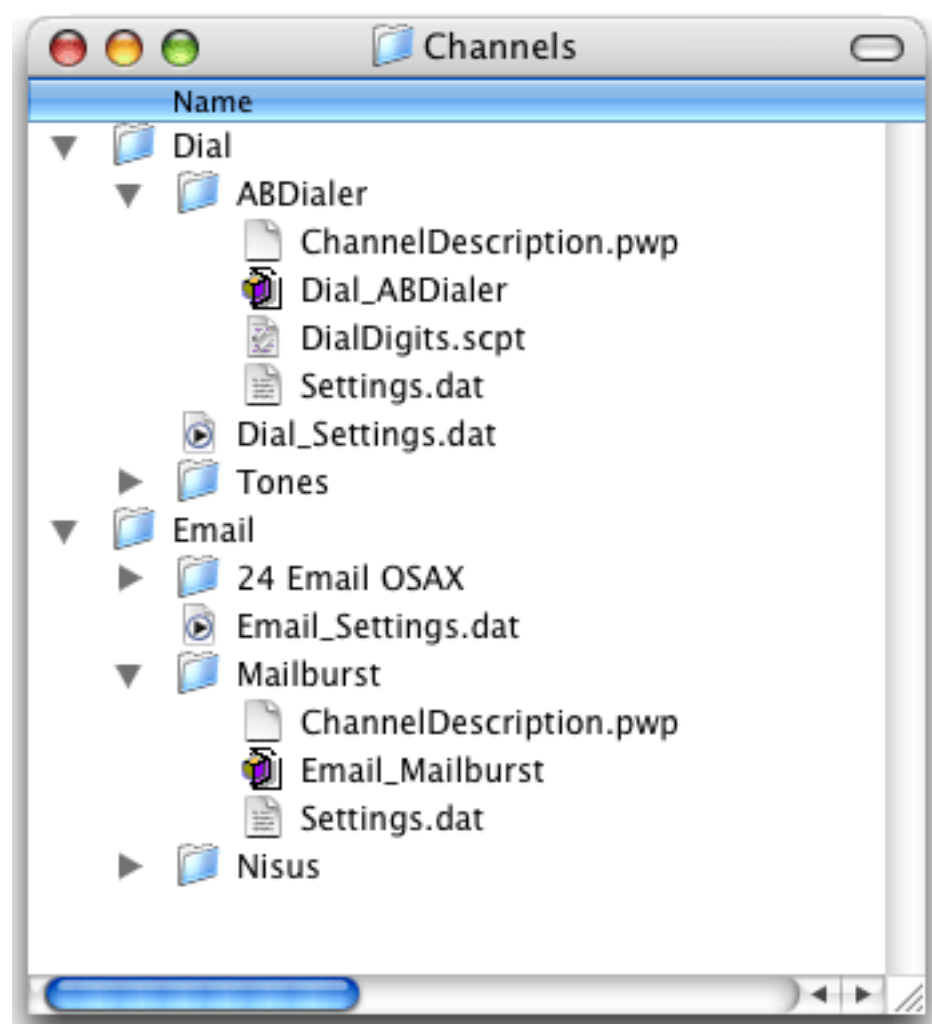 Channels
Name
Dial
ABDialer
ChannelDescription.pwp
Dial_ABDialer
DialDigits.scpt
Settings.dat
Dial_Settings.dat
Tones
Email
24 Email OSAX
Email_Settings.dat
Mailburst
ChannelDescription.pwp
Email_Mailburst
Settings.dat
Nisus